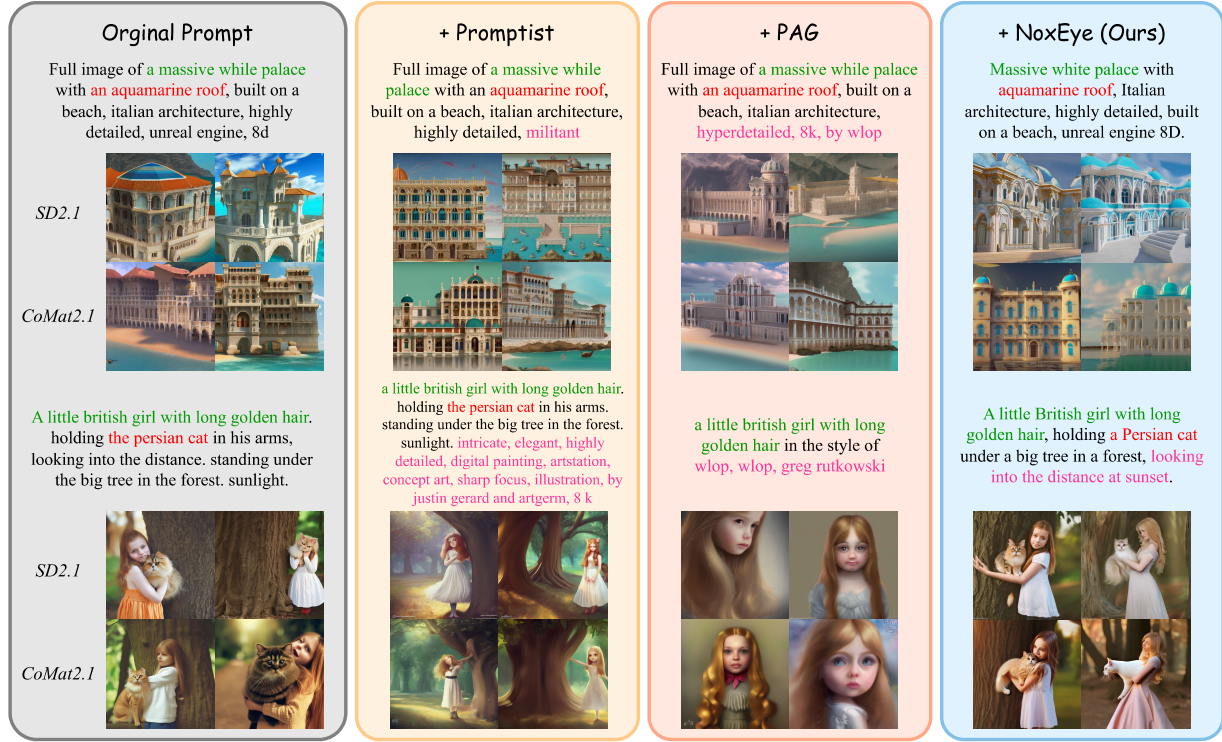 Orginal Prompt
Full image of a massive while palace
with an aquamarine roof, built on a
beach, italian architecture, highly
detailed, unreal engine, 8d
SD2.1
CoMat2.1
A little british girl with long golden hair.
holding the persian cat in his arms,
looking into the distance. standing under
the big tree in the forest. sunlight.
SD2.1
CoMat2.1
+ Promptist
Full image of a massive while
palace with an aquamarine roof,
built on a beach, italian architecture,
highly detailed, militant
a little british girl with long golden hair.
holding the persian cat in his arms.
standing under the big tree in the forest.
sunlight. intricate, elegant, highly
detailed, digital painting, artstation,
concept art, sharp focus, illustration, by
justin gerard and artgerm, 8 k
+ PAG
Full image of a massive while palace
with an aquamarine roof, built on a
beach, italian architecture,
hyperdetailed, 8k, by wlop
a little british girl with long
golden hair in the style of
wlop, wlop, greg rutkowski
+ NoxEye (Ours)
Massive white palace with
aquamarine roof, Italian
architecture, highly detailed, built
on a beach, unreal engine 8D.
A little British girl with long
golden hair, holding a Persian cat
under a big tree in a forest, looking
into the distance at sunset.